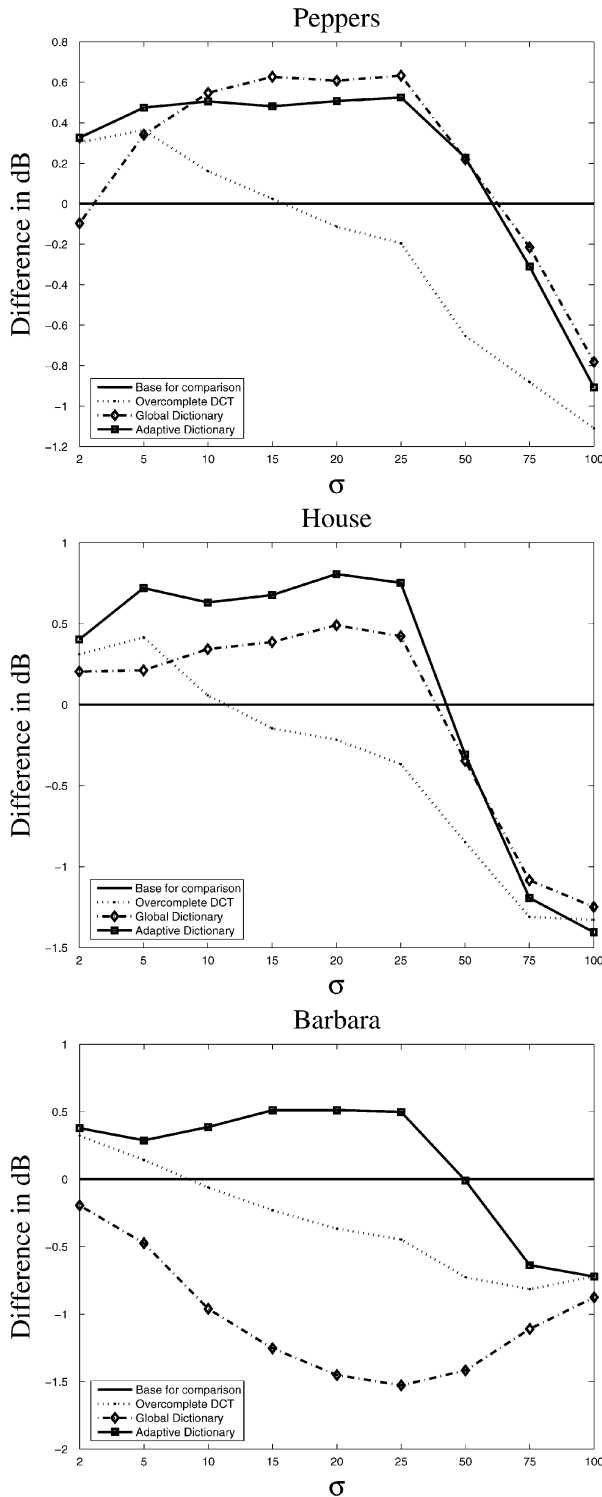 Peppers
0.8
0.6
0.4
0.2
0
−0.2
−0.4
−0.6
−0.8
−1
−1.2
Difference in dB
Base for comparison
Overcomplete DCT
Global Dictionary
Adaptive Dictionary
2 5 10 15 20 25 50 75 100
σ
House
1
0.5
0
−0.5
−1
−1.5
Difference in dB
Base for comparison
Overcomplete DCT
Global Dictionary
Adaptive Dictionary
2 5 10 15 20 25 50 75 100
σ
Barbara
1
0.5
0
−0.5
−1
−1.5
−2
Difference in dB
Base for comparison
Overcomplete DCT
Global Dictionary
Adaptive Dictionary
2 5 10 15 20 25 50 75 100
σ